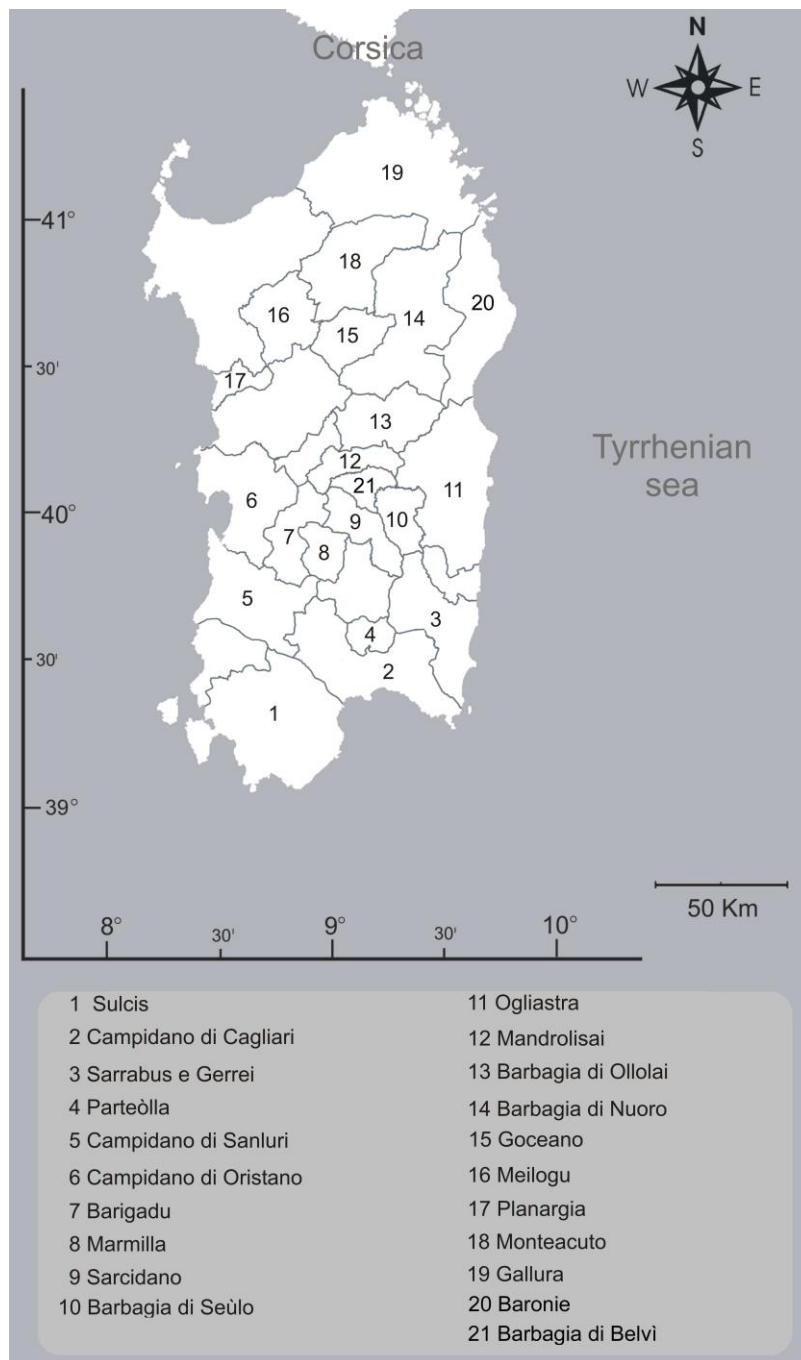 Corsica
N
W E
S
19
41°
18
20
16
14
15
30'
17
13
Tyrrhenian
sea
12
21
11
6
40°
9
10
7
8
5
3
4
30'
2
1
39°
50 Km
8°
30'
9°
30'
10°
1 Sulcis
2 Campidano di Cagliari
3 Sarrabus e Gerrei
4 Parteòlla
5 Campidano di Sanluri
6 Campidano di Oristano
7 Barigadu
8 Marmilla
9 Sarcidano
10 Barbagia di Seùlo
11 Ogliastra
12 Mandrolisai
13 Barbagia di Ollolai
14 Barbagia di Nuoro
15 Goceano
16 Meilogu
17 Planargia
18 Monteacuto
19 Gallura
20 Baronie
21 Barbagia di Belvì